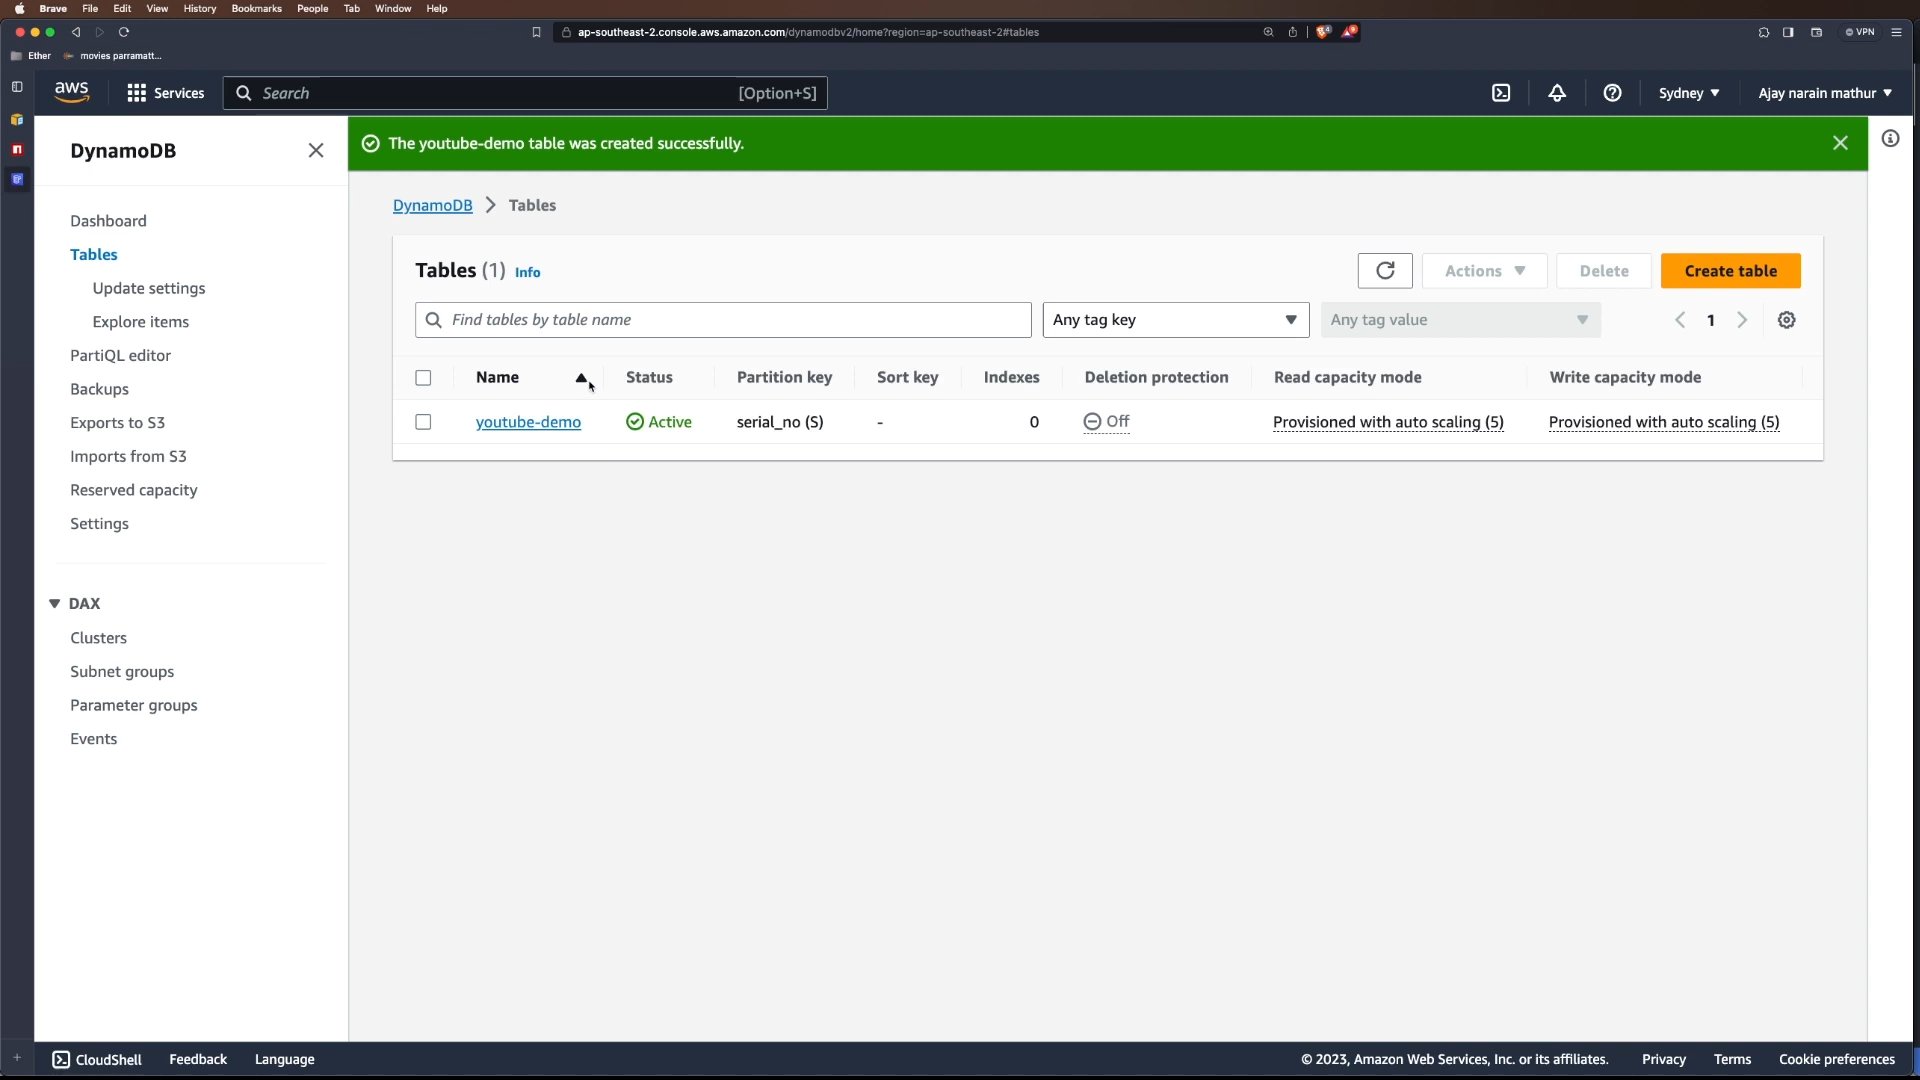 Brave File Edit View History Bookmarks People Tab Window Help
ap-southeast-2.console.aws.amazon.com/dynamodbv2/home?region=ap-southeast-2#tables
VPN
Ether movies parramatt...
aws Services Search [Option+S] Sydney Ajay narain mathur
DynamoDB
The youtube-demo table was created successfully.
DynamoDB Tables
Dashboard
Tables
Update settings
Explore items
PartiQL editor
Backups
Exports to S3
Imports from S3
Reserved capacity
Settings
DAX
Clusters
Subnet groups
Parameter groups
Events
Tables (1) Info Actions Delete Create table
Find tables by table name Any tag key Any tag value 1
Name Status Partition key Sort key Indexes Deletion protection Read capacity mode Write capacity mode
youtube-demo Active serial_no (S) - 0 Off Provisioned with auto scaling (5) Provisioned with auto scaling (5)
CloudShell Feedback Language © 2023, Amazon Web Services, Inc. or its affiliates. Privacy Terms Cookie preferences